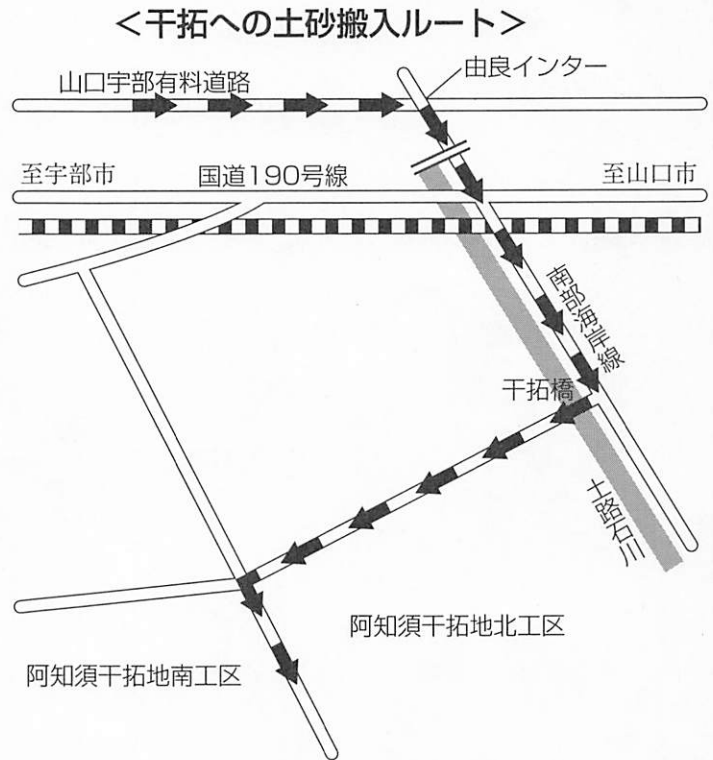 ＜干拓への土砂搬入ルート＞
由良インター
山口宇部有料道路
至宇部市
国道190号線
至山口市
南部海岸線
干拓橋
土路石川
阿知須干拓地北工区
阿知須干拓地南工区